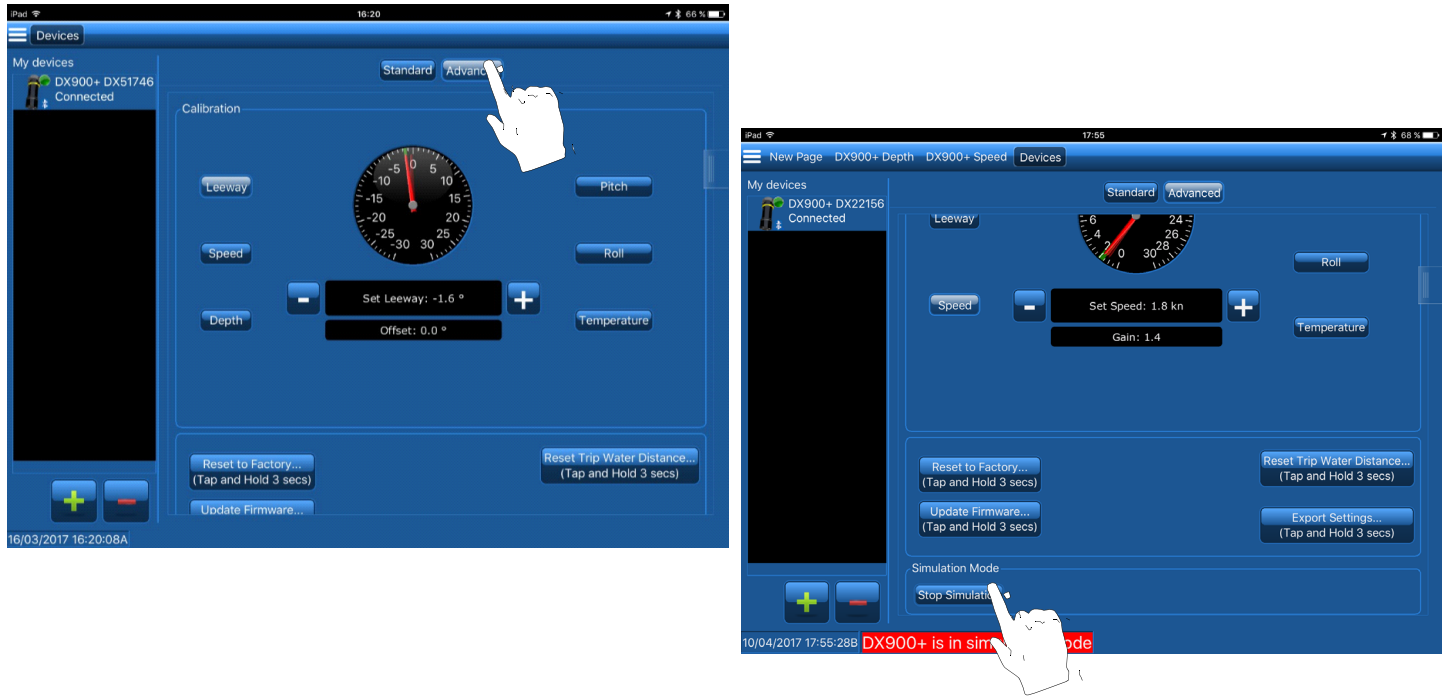 iPad 16:20 66 %
Devices
My devices
DX900+ DX51746
Connected
Standard
Calibration
Leeway
Speed
Depth
-30 -25 -20 -15 -10 -5 0 5 10 15 20 25 30
Pitch
Roll
Temperature
-
Set Leeway: -1.6 °
+
Offset: 0.0 °
Reset to Factory...
(Tap and Hold 3 secs)
Update Firmware...
Reset Trip Water Distance...
(Tap and Hold 3 secs)
+ -
16/03/2017 16:20:08A
iPad 17:55 68 %
New Page DX900+ Depth DX900+ Speed Devices
My devices
DX900+ DX22156
Connected
Standard Advanced
Leeway
0 2 4 6 24 26 28 30
Roll
Speed
-
Set Speed: 1.8 kn
+
Gain: 1.4
Temperature
Reset to Factory...
(Tap and Hold 3 secs)
Update Firmware...
(Tap and Hold 3 secs)
Reset Trip Water Distance...
(Tap and Hold 3 secs)
Export Settings...
(Tap and Hold 3 secs)
Simulation Mode
Stop
+ -
10/04/2017 17:55:28B
DX900+ is in